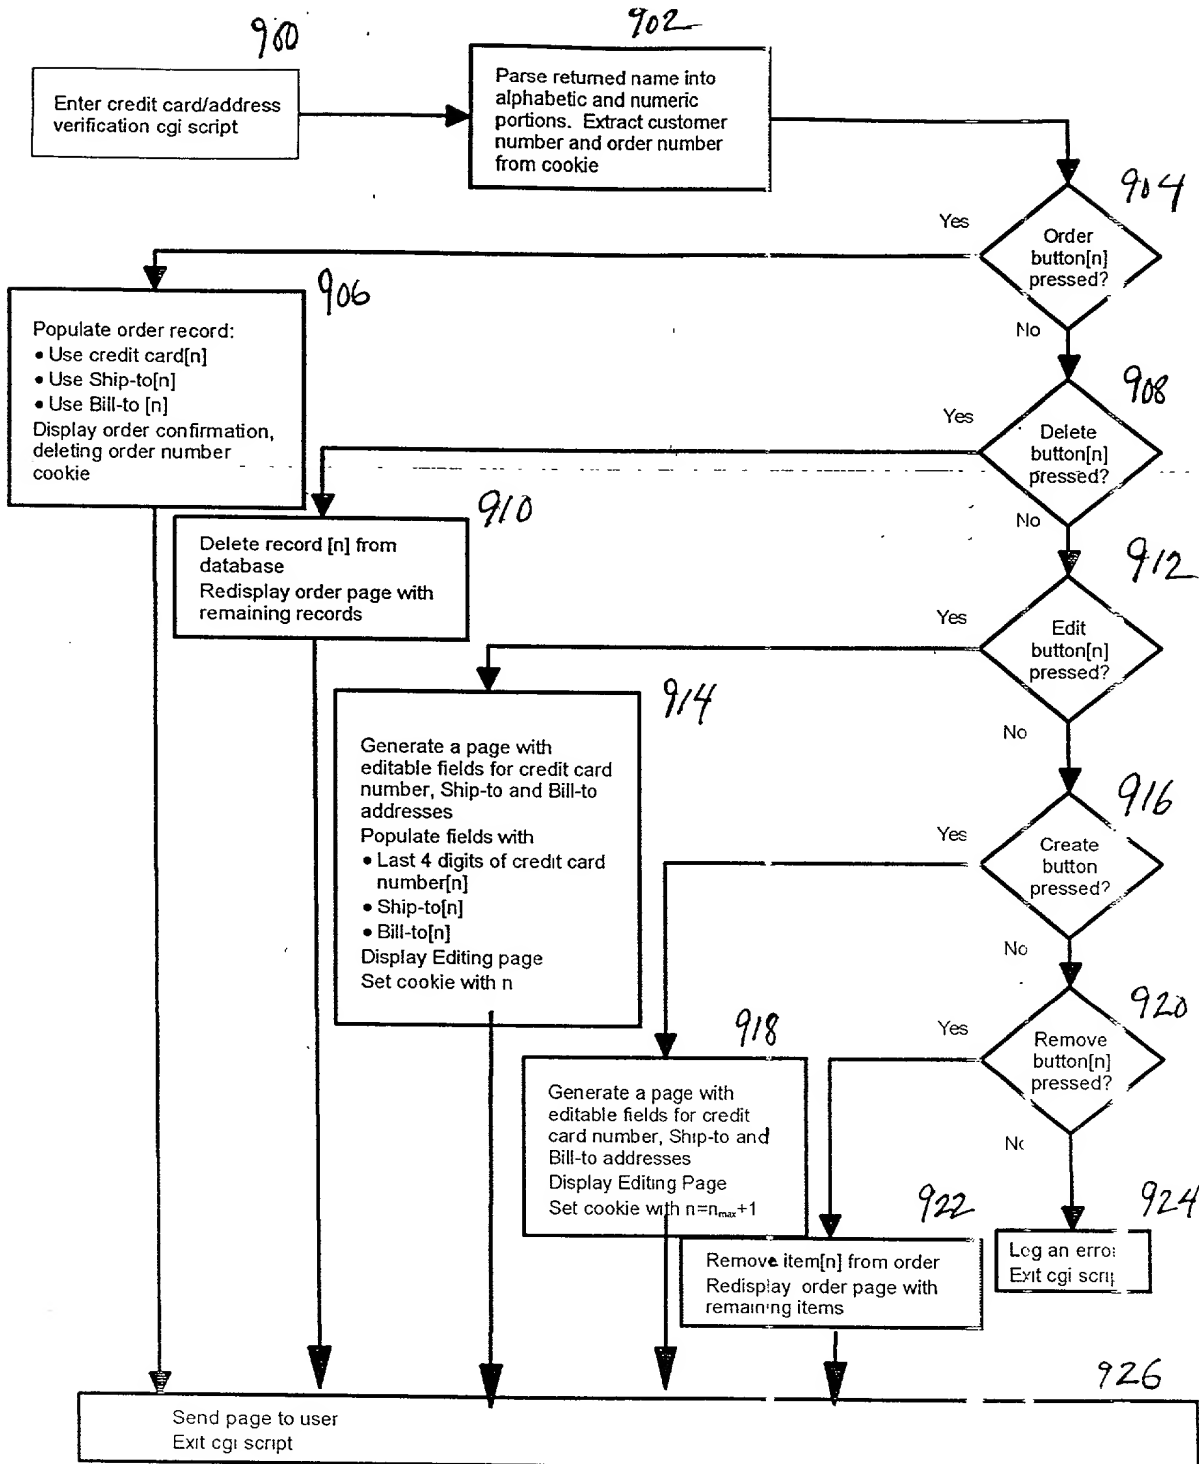 900
902
Enter credit card/address
verification cgi script
Parse returned name into
alphabetic and numeric
portions. Extract customer
number and order number
from cookie
904
Yes
Order
button[n]
pressed?
No
906
Populate order record:
• Use credit card[n]
• Use Ship-to[n]
• Use Bill-to [n]
Display order confirmation,
deleting order number
cookie
908
Yes
Delete
button[n]
pressed?
No
910
Delete record [n] from
database
Redisplay order page with
remaining records
912
Yes
Edit
button[n]
pressed?
No
914
Generate a page with
editable fields for credit card
number, Ship-to and Bill-to
addresses
Populate fields with
• Last 4 digits of credit card
number[n]
• Ship-to[n]
• Bill-to[n]
Display Editing page
Set cookie with n
916
Yes
Create
button
pressed?
No
918
Generate a page with
editable fields for credit
card number, Ship-to and
Bill-to addresses
Display Editing Page
Set cookie with n=nmax+1
920
Yes
Remove
button[n]
pressed?
No
922
Remove item[n] from order
Redisplay order page with
remaining items
924
Log an error
Exit cgi scrip
926
Send page to user
Exit cgi script